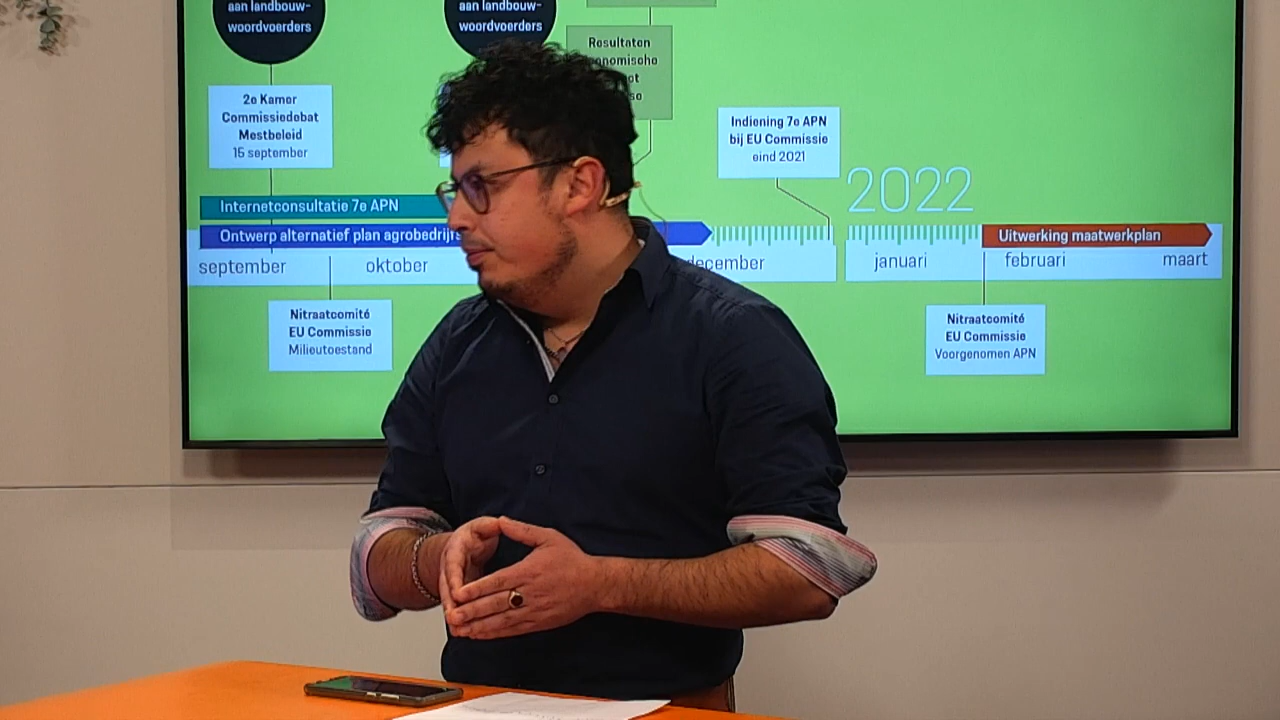 aan landbouw-
woordvoerders
aan landbouw-
woordvoerders
Resultaten
2e Kamer
Commissiedebat
Mestbeleid
15 september
Indiening 7e APN
bij EU Commissie
eind 2021
2022
Internetconsultatie 7e APN
Ontwerp alternatief plan
Uitwerking maatwerkplan
september
oktober
december
januari
februari
maart
Nitraatcomité
EU Commissie
Milieutoestand
Nitraatcomité
EU Commissie
Voorgenomen APN